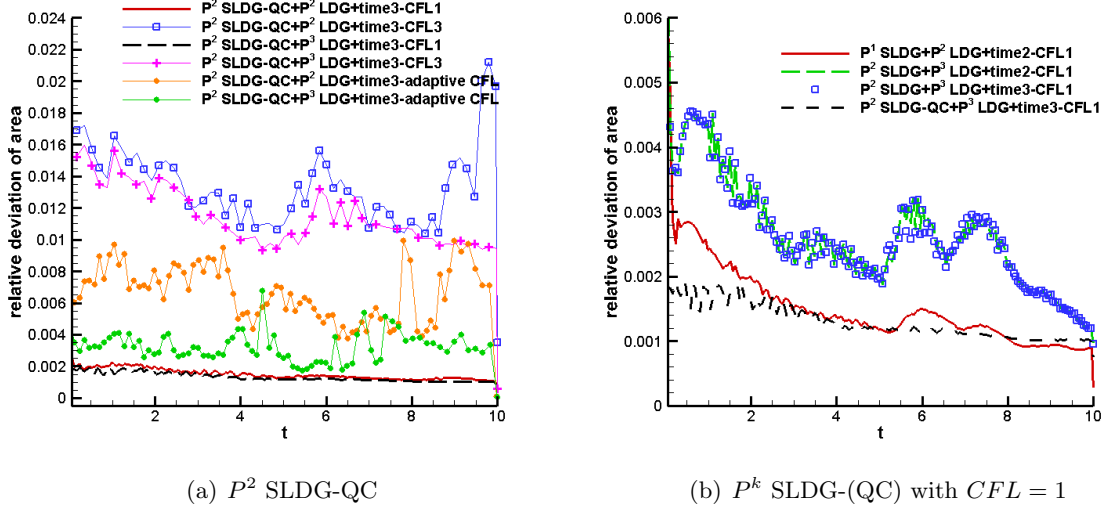 P² SLDG-QC+P² LDG+time3-CFL1
P² SLDG-QC+P² LDG+time3-CFL3
P² SLDG-QC+P³ LDG+time3-CFL1
P² SLDG-QC+P³ LDG+time3-CFL3
P² SLDG-QC+P² LDG+time3-adaptive CFL
P² SLDG-QC+P³ LDG+time3-adaptive CFL
relative deviation of area
0.024
0.022
0.02
0.018
0.016
0.014
0.012
0.01
0.008
0.006
0.004
0.002
0
2
4
6
8
10
t
(a) P² SLDG-QC
P¹ SLDG+P² LDG+time2-CFL1
P² SLDG+P³ LDG+time2-CFL1
P² SLDG+P³ LDG+time3-CFL1
P² SLDG-QC+P³ LDG+time3-CFL1
relative deviation of area
0.006
0.005
0.004
0.003
0.002
0.001
0
2
4
6
8
10
t
(b) Pᵏ SLDG-(QC) with CFL = 1